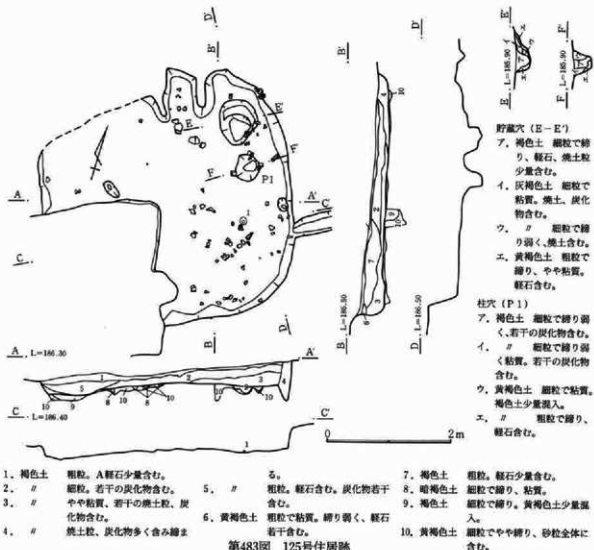 D'
B'
E
E'
F
F'
P1
1
A
A'
C'
C
D
B
A L=186.30
A'
C L=186.40
C'
B L=186.90
B'
D L=186.50
D'
E L=186.90
E'
F
F'
貯蔵穴 (E-E')
ア. 褐色土 細粒で締
り、軽石、焼土粒
少量含む。
イ. 灰褐色土 細粒で
粘質。焼土、炭化
物含む。
ウ. 〃 細粒で締
り弱く、焼土含む。
エ. 黄褐色土 粗粒で
締り、やや粘質。
軽石含む。
柱穴 (P1)
ア. 褐色土 細粒で締り弱
く、若干の炭化物含む。
イ. 〃 細粒で締り弱
く粘質。若干の炭化物
含む。
ウ. 黄褐色土 細粒で粘質。
褐色土少量混入。
エ. 〃 粗粒で締り、
軽石含む。
0 2m
1. 褐色土 粗粒。A軽石少量含む。
2. 〃 細粒。若干の炭化物含む。
3. 〃 やや粘質、若干の焼土粒、炭
化物含む。
4. 〃 焼土粒、炭化物多く含み締ま
る。
5. 〃 粗粒。軽石含む。炭化物若干
含む。
6. 黄褐色土 粗粒で粘質。締り弱く、軽石
若干含む。
7. 褐色土 粗粒。軽石少量含む。
8. 暗褐色土 細粒で締り、粘質。
9. 褐色土 細粒で締り。黄褐色土少量混
入。
10. 黄褐色土 細粒でやや締り、砂粒全体に
含む。
第483図 125号住居跡